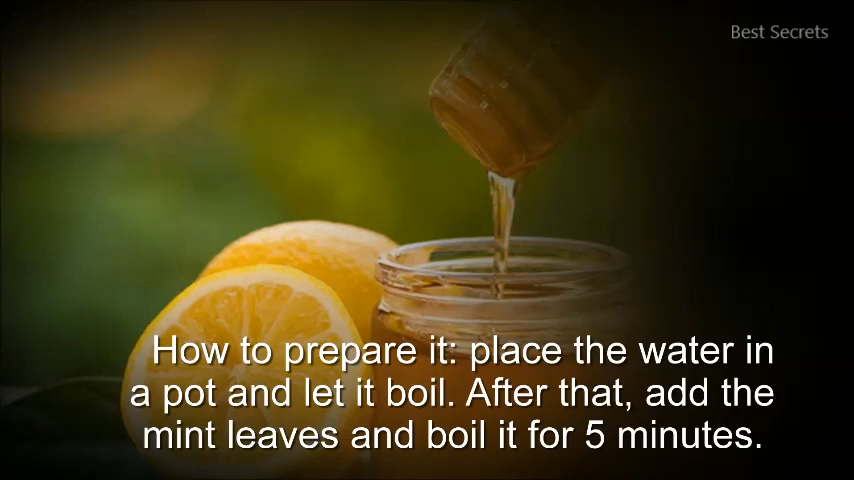 Best Secrets
How to prepare it: place the water in
a pot and let it boil. After that, add the
mint leaves and boil it for 5 minutes.